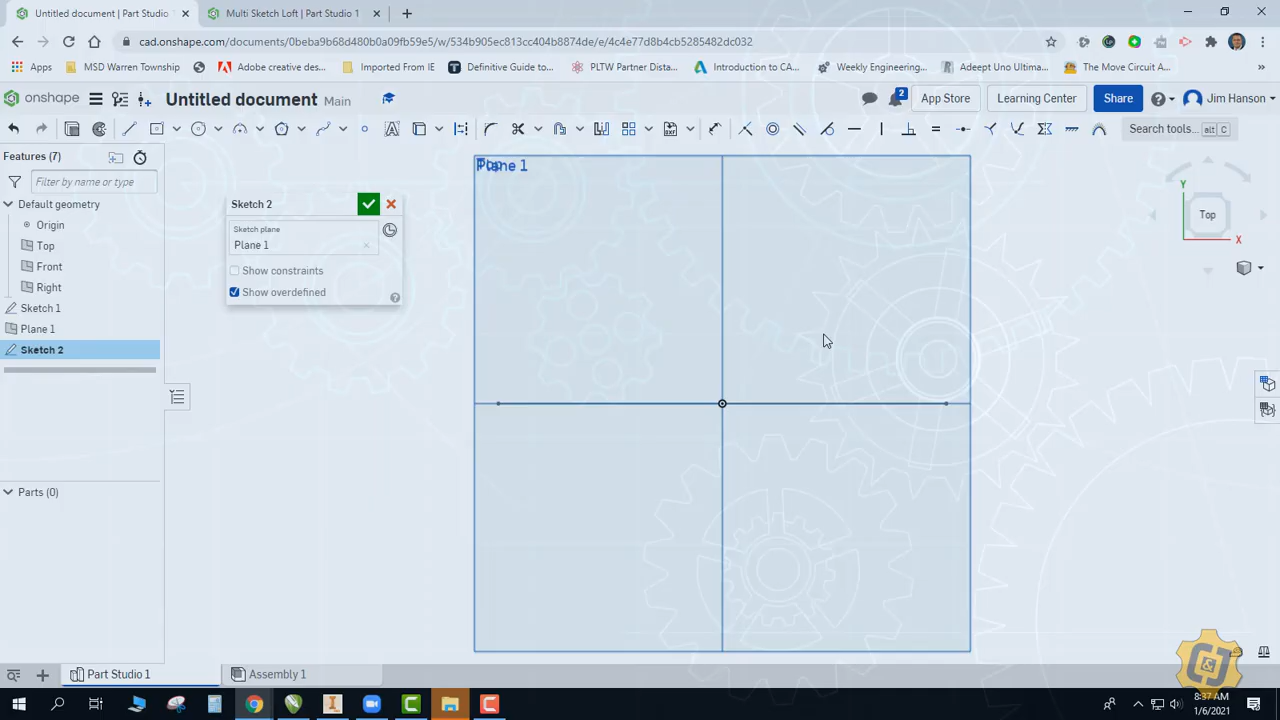 Untitled document | Part Studio 1
Multi Sketch Loft | Part Studio 1
cad.onshape.com/documents/0beba9b68d480b0a09fb59e5/w/534b905ec813cc404b8874de/e/4c4e77d8b4cb5285482dc032
Apps
MSD Warren Township
Adobe creative des...
Imported From IE
Definitive Guide to...
PLTW Partner Dista...
Introduction to CA...
Weekly Engineering...
Adeept Uno Ultima...
The Move Circuit A...
onshape
Untitled document Main
2
App Store
Learning Center
Share
Jim Hanson
Search tools... alt C
Features (7)
Filter by name or type
Default geometry
Origin
Top
Front
Right
Sketch 1
Plane 1
Sketch 2
Parts (0)
Sketch 2
Sketch plane
Plane 1
Show constraints
Show overdefined
Plane 1
Y
Top
X
Part Studio 1
Assembly 1
8:37 AM
1/6/2021